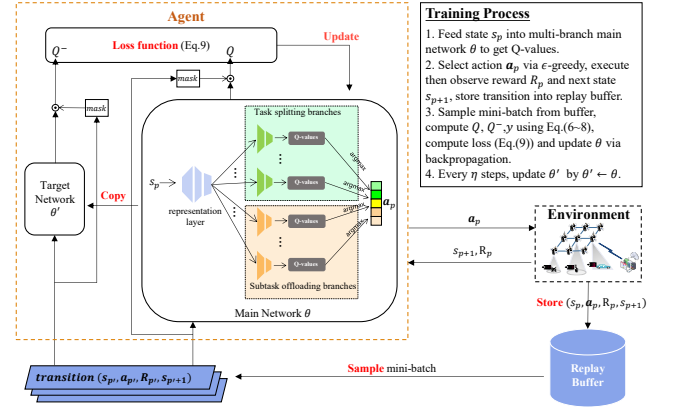 Agent
Loss function (Eq.9)
Q⁻
Q
Update
mask
mask
Target
Network
θ′
Copy
Task splitting branches
Q-values
Q-values
argmax
argmax
s_p
representation
layer
a_p
argmax
argmax
Q-values
Q-values
Subtask offloading branches
Main Network θ
Training Process
1. Feed state s_p into multi-branch main
network θ to get Q-values.
2. Select action a_p via ϵ-greedy, execute
then observe reward R_p and next state
s_{p+1}, store transition into replay buffer.
3. Sample mini-batch from buffer,
compute Q, Q⁻,y using Eq.(6~8),
compute loss (Eq.(9)) and update θ via
backpropagation.
4. Every η steps, update θ′ by θ′ ← θ.
a_p
s_{p+1}, R_p
Environment
Store (s_p, a_p, R_p, s_{p+1})
Replay
Buffer
Sample mini-batch
transition (s_{p′}, a_{p′}, R_{p′}, s_{p′+1})